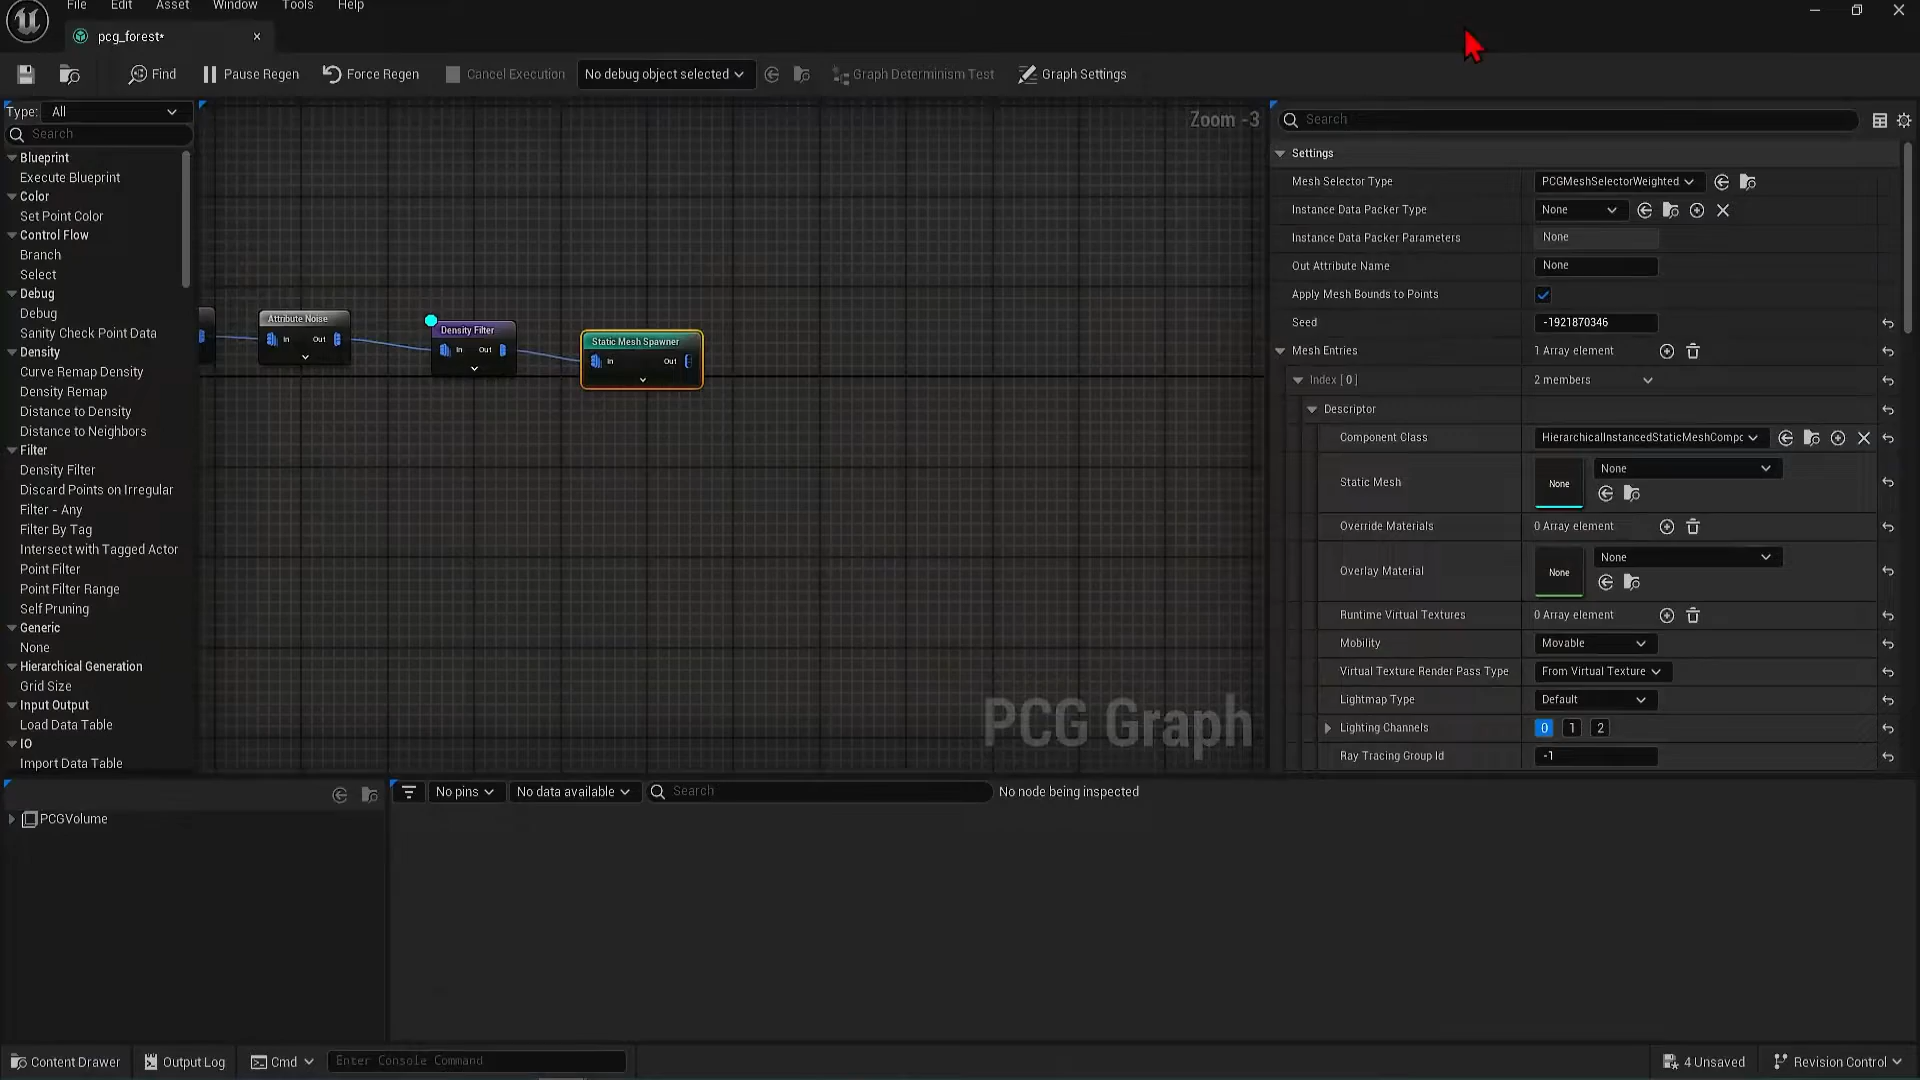 File Edit Asset Window Tools Help
pcg_forest*
Find Pause Regen Force Regen Cancel Execution No debug object selected Graph Determinism Test Graph Settings
Type: All
Search
Blueprint
Execute Blueprint
Color
Set Point Color
Control Flow
Branch
Select
Debug
Debug
Sanity Check Point Data
Density
Curve Remap Density
Density Remap
Distance to Density
Distance to Neighbors
Filter
Density Filter
Discard Points on Irregular
Filter - Any
Filter By Tag
Intersect with Tagged Actor
Point Filter
Point Filter Range
Self Pruning
Generic
None
Hierarchical Generation
Grid Size
Input Output
Load Data Table
IO
Import Data Table
Zoom -3
Attribute Noise
In Out
Density Filter
In Out
Static Mesh Spawner
In Out
PCG Graph
Search
Settings
Mesh Selector Type PCGMeshSelectorWeighted
Instance Data Packer Type None
Instance Data Packer Parameters None
Out Attribute Name None
Apply Mesh Bounds to Points
Seed -1921870346
Mesh Entries 1 Array element
Index [ 0 ] 2 members
Descriptor
Component Class HierarchicalInstancedStaticMeshCompc
Static Mesh None None
Override Materials 0 Array element
Overlay Material None None
Runtime Virtual Textures 0 Array element
Mobility Movable
Virtual Texture Render Pass Type From Virtual Texture
Lightmap Type Default
Lighting Channels 0 1 2
Ray Tracing Group Id -1
PCGVolume
No pins No data available Search No node being inspected
Content Drawer Output Log Cmd Enter Console Command 4 Unsaved Revision Control